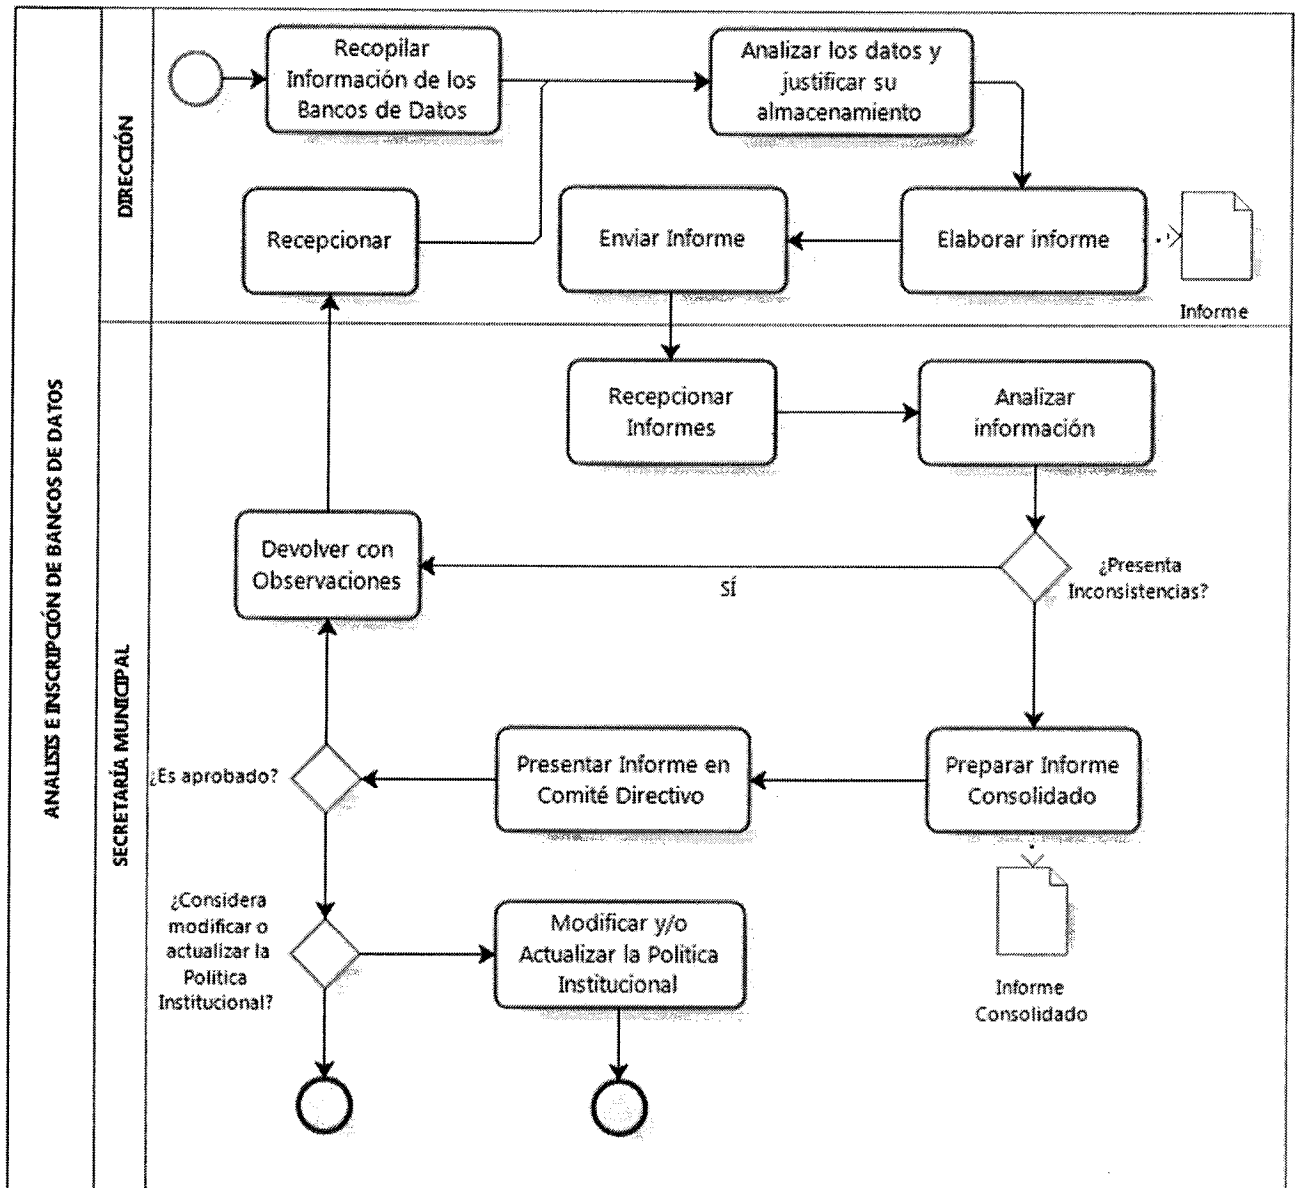 ANALISIS E INSCRIPCIÓN DE BANCOS DE DATOS
DIRECCIÓN
Recopilar
Información de los
Bancos de Datos
Analizar los datos y
justificar su
almacenamiento
Recepcionar
Enviar Informe
Elaborar informe
Informe
SECRETARÍA MUNICIPAL
Recepcionar
Informes
Analizar
información
Devolver con
Observaciones
SÍ
¿Presenta
Inconsistencias?
¿Es aprobado?
Presentar Informe en
Comité Directivo
Preparar Informe
Consolidado
¿Considera
modificar o
actualizar la
Política
Institucional?
Modificar y/o
Actualizar la Politica
Institucional
Informe
Consolidado